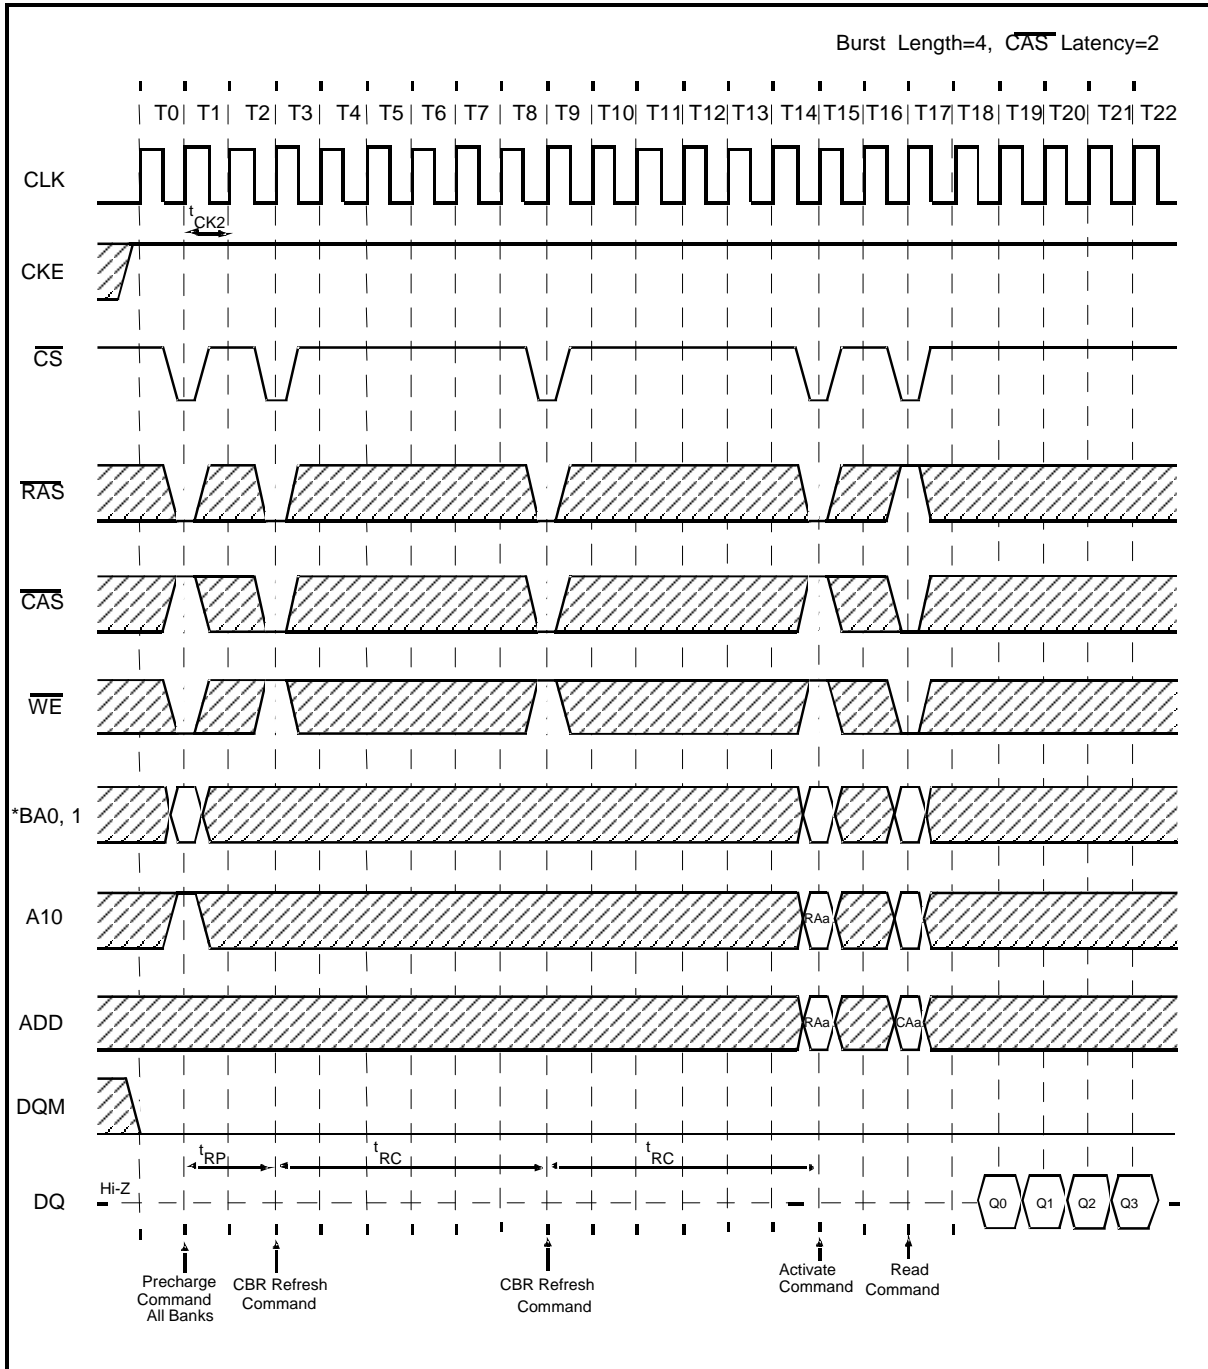 Burst Length=4, CAS Latency=2
T0 T1 T2 T3 T4 T5 T6 T7 T8 T9 T10 T11 T12 T13 T14 T15 T16 T17 T18 T19 T20 T21 T22
CLK
tCK2
CKE
CS
RAS
CAS
WE
*BA0, 1
A10
RAa
ADD
RAa CAa
DQM
tRP tRC tRC
Hi-Z
DQ
Q0 Q1 Q2 Q3
Precharge
Command
All Banks
CBR Refresh
Command
CBR Refresh
Command
Activate
Command
Read
Command